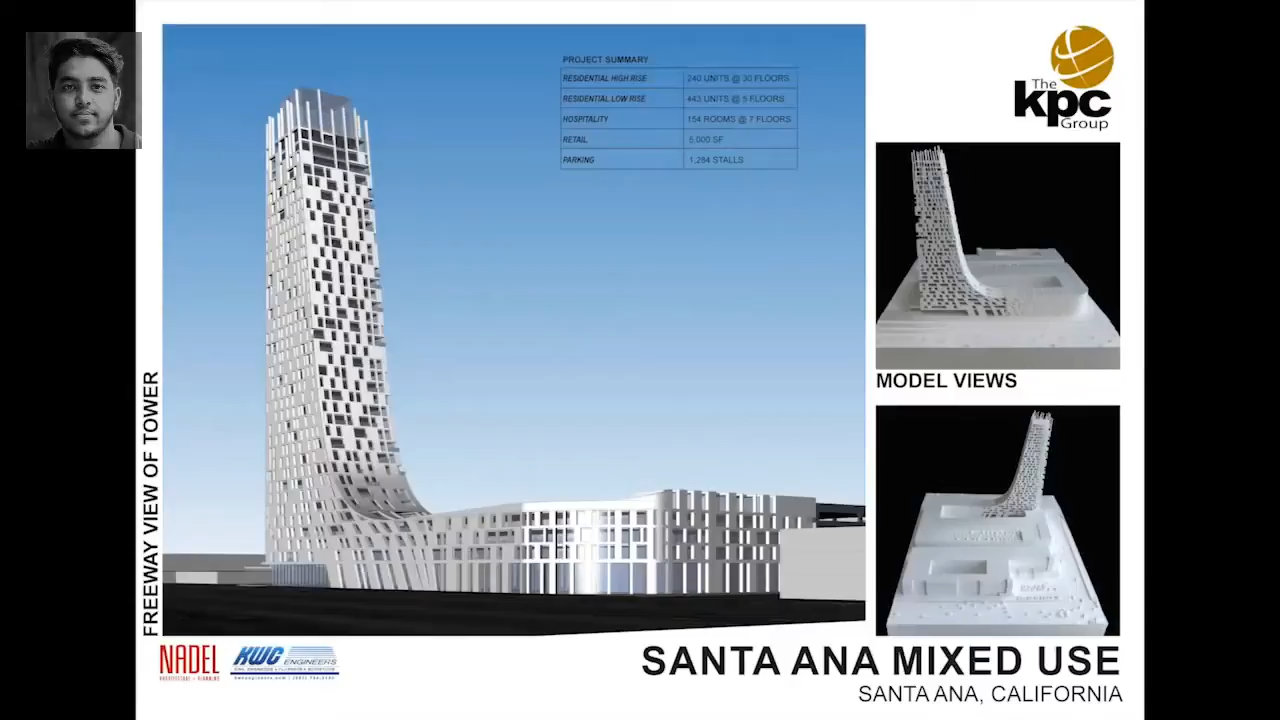 PROJECT SUMMARY
RESIDENTIAL HIGH RISE 240 UNITS @ 30 FLOORS
RESIDENTIAL LOW RISE 443 UNITS @ 5 FLOORS
HOSPITALITY 154 ROOMS @ 7 FLOORS
RETAIL 5,000 SF
PARKING 1,284 STALLS
The
kpc
Group
MODEL VIEWS
FREEWAY VIEW OF TOWER
NADEL
ARCHITECTURE + PLANNING
KWC ENGINEERS
SANTA ANA MIXED USE
SANTA ANA, CALIFORNIA